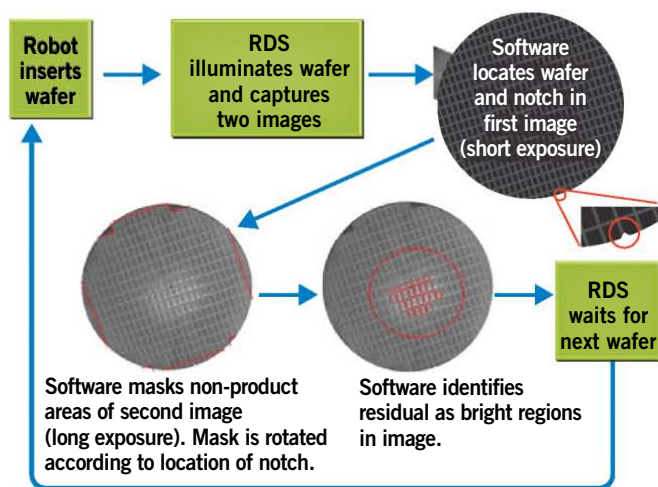 Robot
inserts
wafer
RDS
illuminates wafer
and captures
two images
Software
locates wafer
and notch in
first image
(short exposure)
Software masks non-product
areas of second image
(long exposure). Mask is rotated
according to location of notch.
Software identifies
residual as bright regions
in image.
RDS
waits for
next wafer